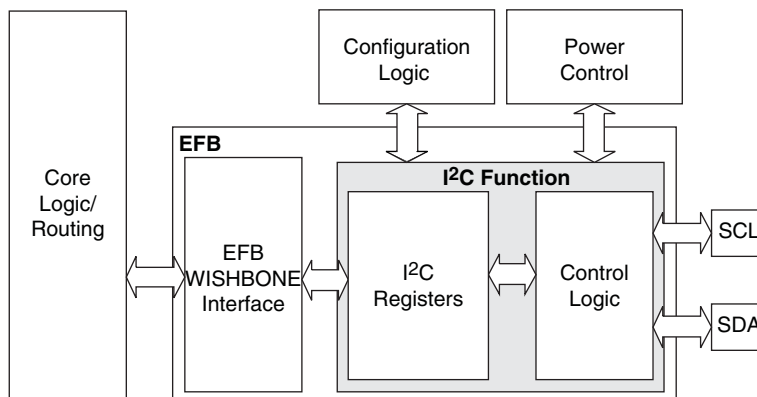 Configuration
Logic
Power
Control
EFB
I²C Function
Core
Logic/
Routing
EFB
WISHBONE
Interface
I²C
Registers
Control
Logic
SCL
SDA